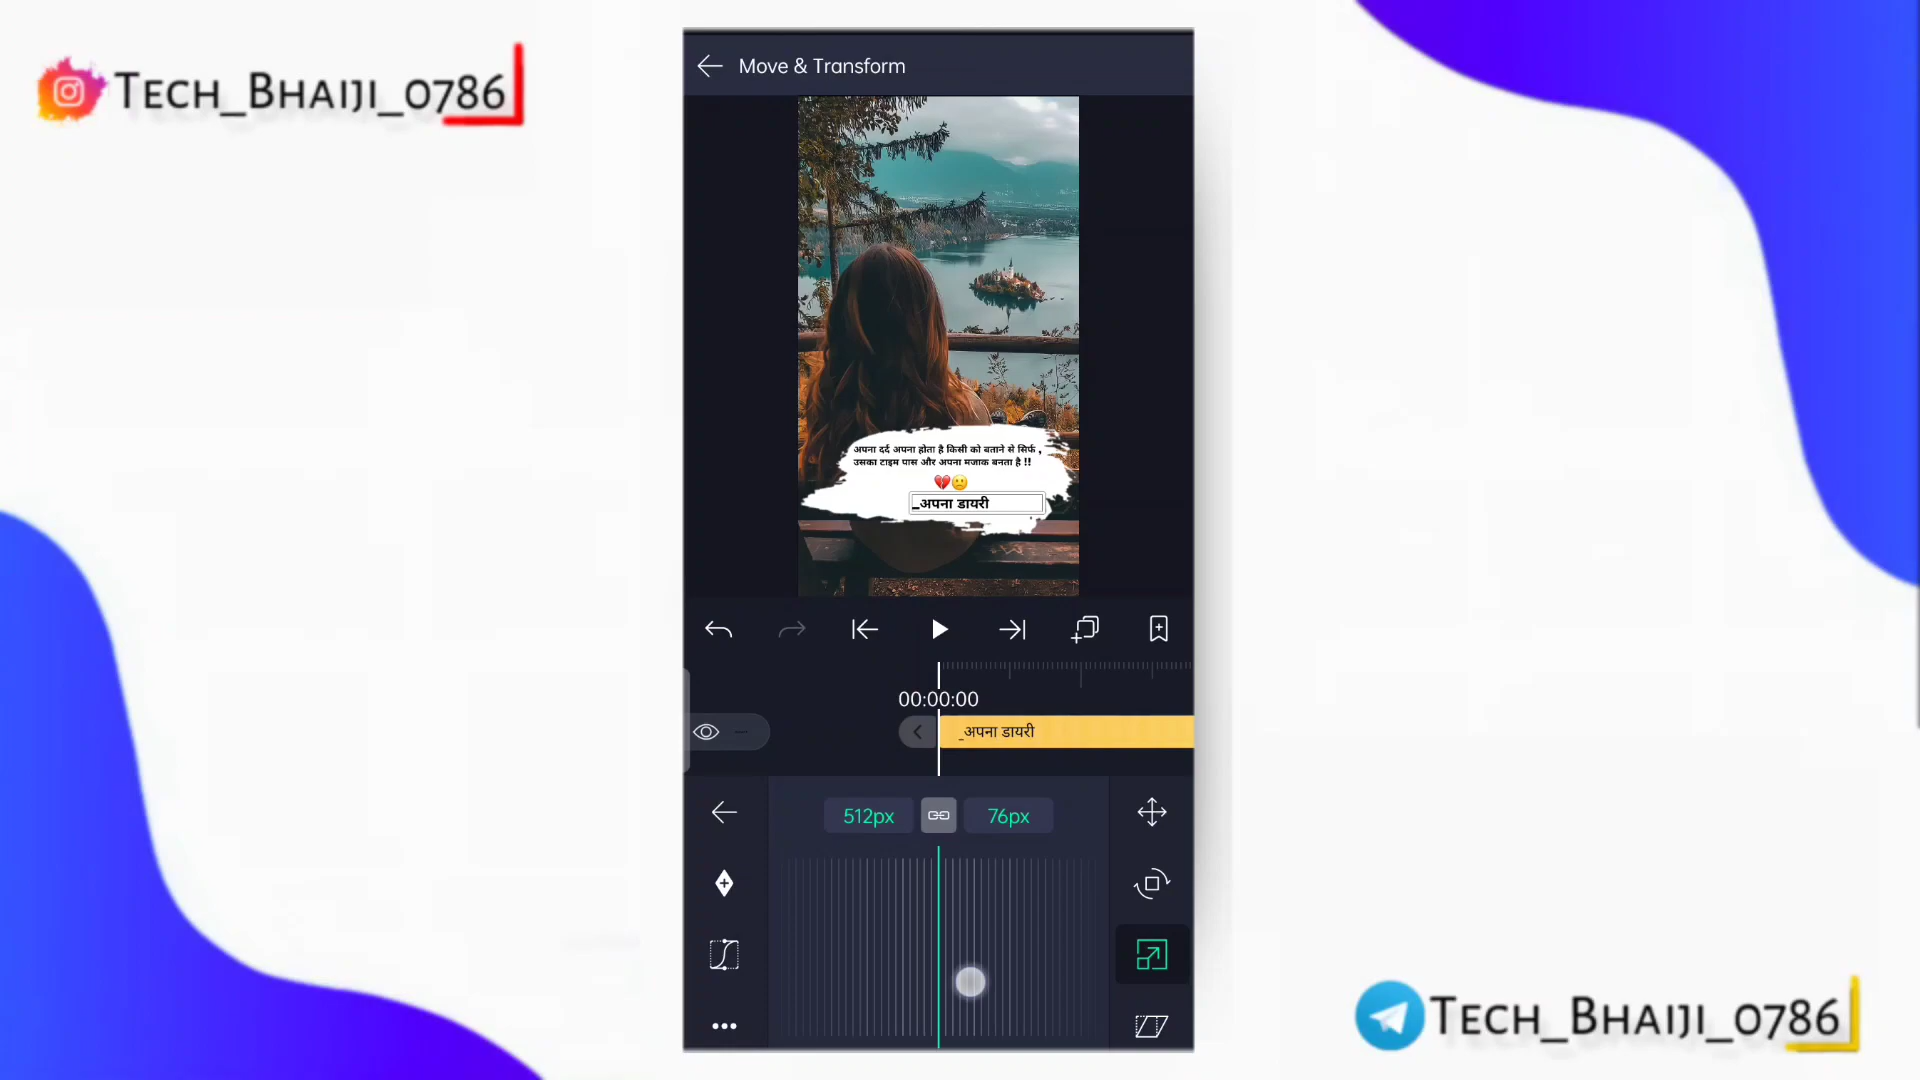 Tech_Bhaiji_0786
Move & Transform
अपना दर्द अपना होता है किसी को बताने से सिर्फ ,
उसका टाइम पास और अपना मजाक बनता है !!
💔🙂
_अपना डायरी
00:00:00
_अपना डायरी
512px
76px
Tech_Bhaiji_0786